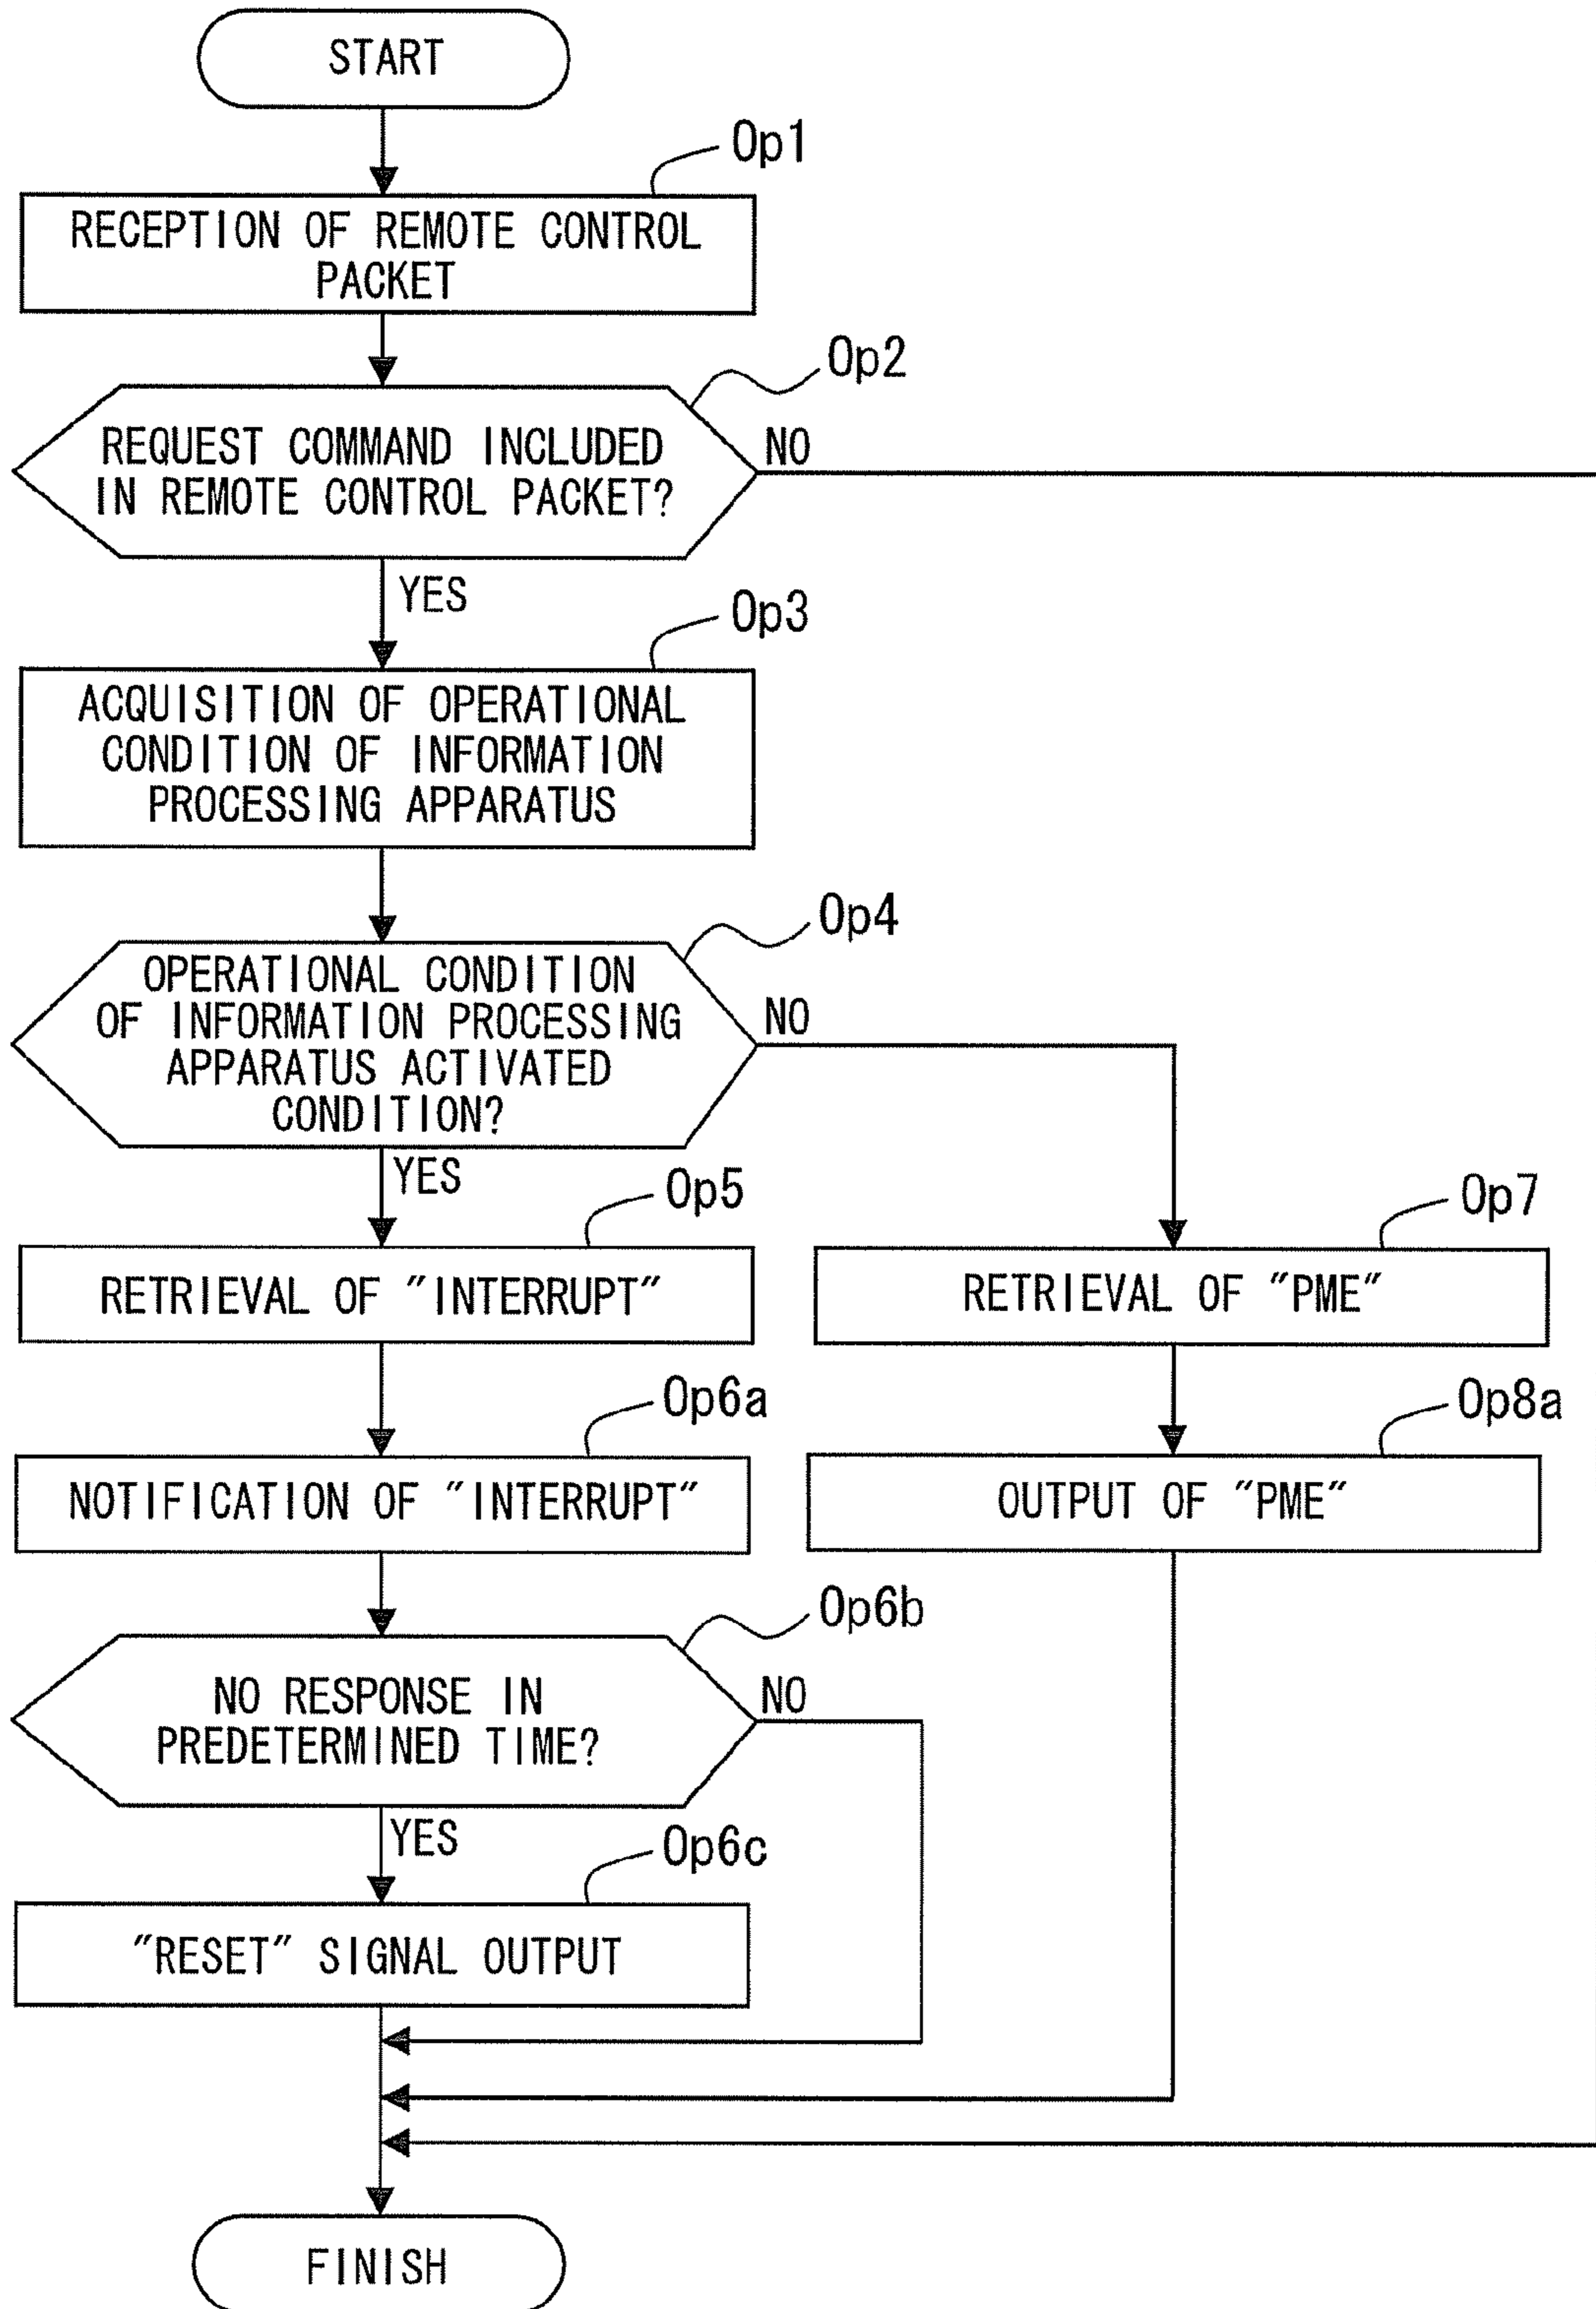 START
Op1
RECEPTION OF REMOTE CONTROL
PACKET
Op2
REQUEST COMMAND INCLUDED
IN REMOTE CONTROL PACKET?
NO
YES
Op3
ACQUISITION OF OPERATIONAL
CONDITION OF INFORMATION
PROCESSING APPARATUS
Op4
OPERATIONAL CONDITION
OF INFORMATION PROCESSING
APPARATUS ACTIVATED
CONDITION?
NO
YES
Op5
RETRIEVAL OF "INTERRUPT"
Op7
RETRIEVAL OF "PME"
Op6a
NOTIFICATION OF "INTERRUPT"
Op8a
OUTPUT OF "PME"
Op6b
NO RESPONSE IN
PREDETERMINED TIME?
NO
YES
Op6c
"RESET" SIGNAL OUTPUT
FINISH